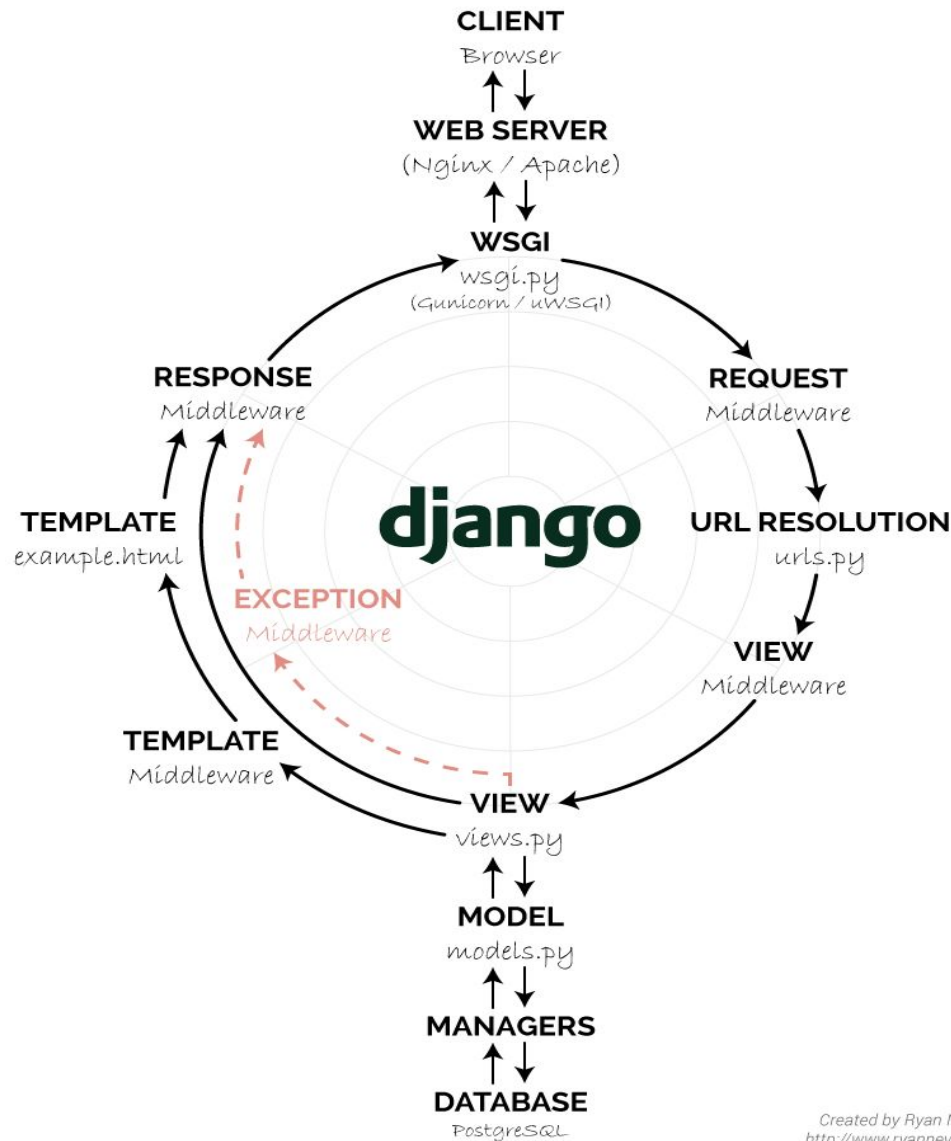 CLIENT
Browser
WEB SERVER
(Nginx / Apache)
WSGI
wsgi.py
(Gunicorn / uWSGI)
RESPONSE
Middleware
REQUEST
Middleware
django
TEMPLATE
example.html
URL RESOLUTION
urls.py
EXCEPTION
Middleware
VIEW
Middleware
TEMPLATE
Middleware
VIEW
views.py
MODEL
models.py
MANAGERS
DATABASE
PostgreSQL
Created by Ryan